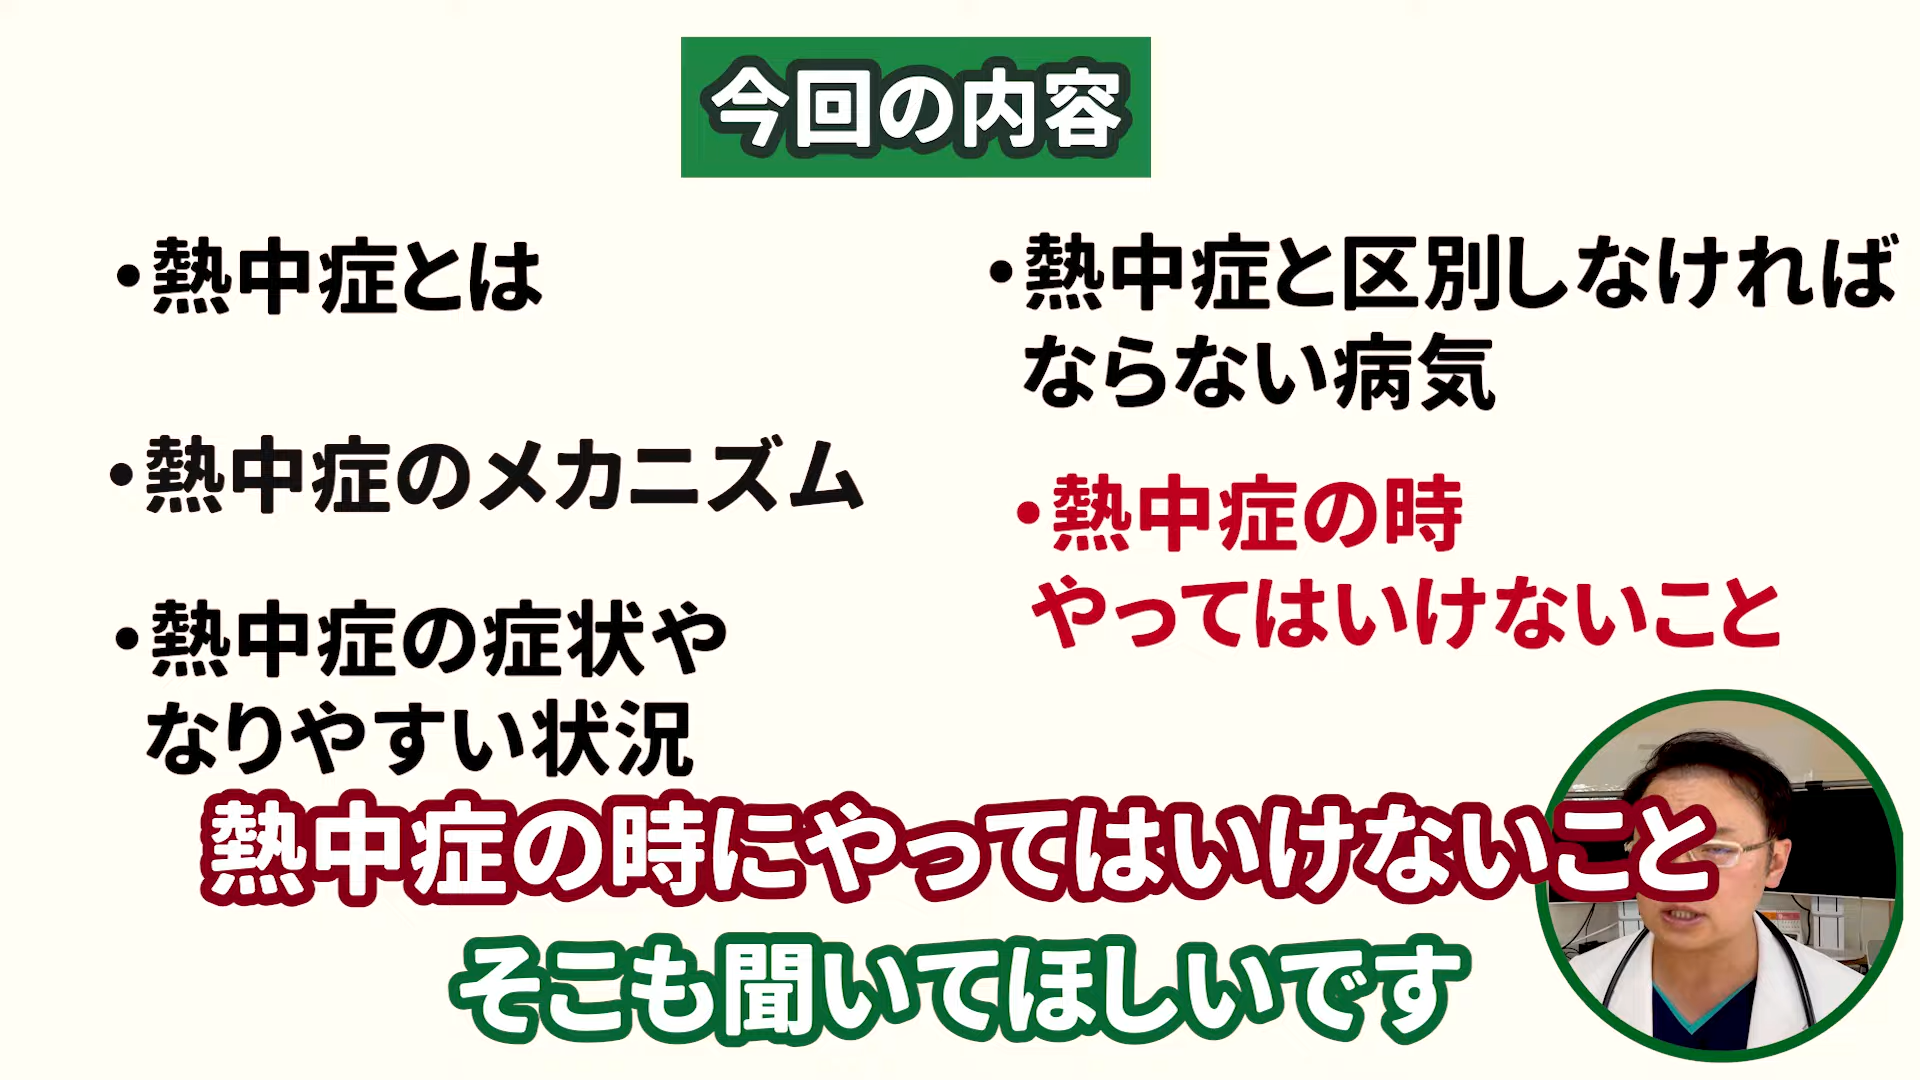 今回の内容
・熱中症とは
・熱中症のメカニズム
・熱中症の症状や
なりやすい状況
・熱中症と区別しなければ
ならない病気
・熱中症の時
やってはいけないこと
熱中症の時にやってはいけないこと
そこも聞いてほしいです